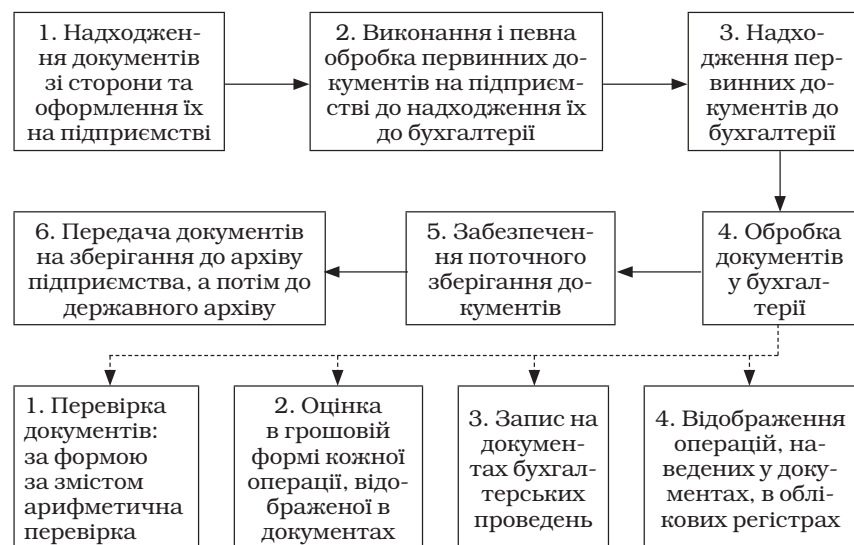 1. Надходжен-
ня документів
зі сторони та
оформлення їх
на підприємстві
2. Виконання і певна
обробка первинних до-
кументів на підприєм-
стві до надходження їх
до бухгалтерії
3. Надхо-
дження пер-
винних до-
кументів до
бухгалтерії
6. Передача документів
на зберігання до архіву
підприємства, а потім до
державного архіву
5. Забезпечен-
ня поточного
зберігання до-
кументів
4. Обробка
документів
у бухгал-
терії
1. Перевірка
документів:
за формою
за змістом
арифметична
перевірка
2. Оцінка
в грошовій
формі кожної
операції, відо-
браженої в
документах
3. Запис на
докумен-
тах бухгал-
терських
проведень
4. Відображення
операцій, на-
ведених у доку-
ментах, в облі-
кових регістрах